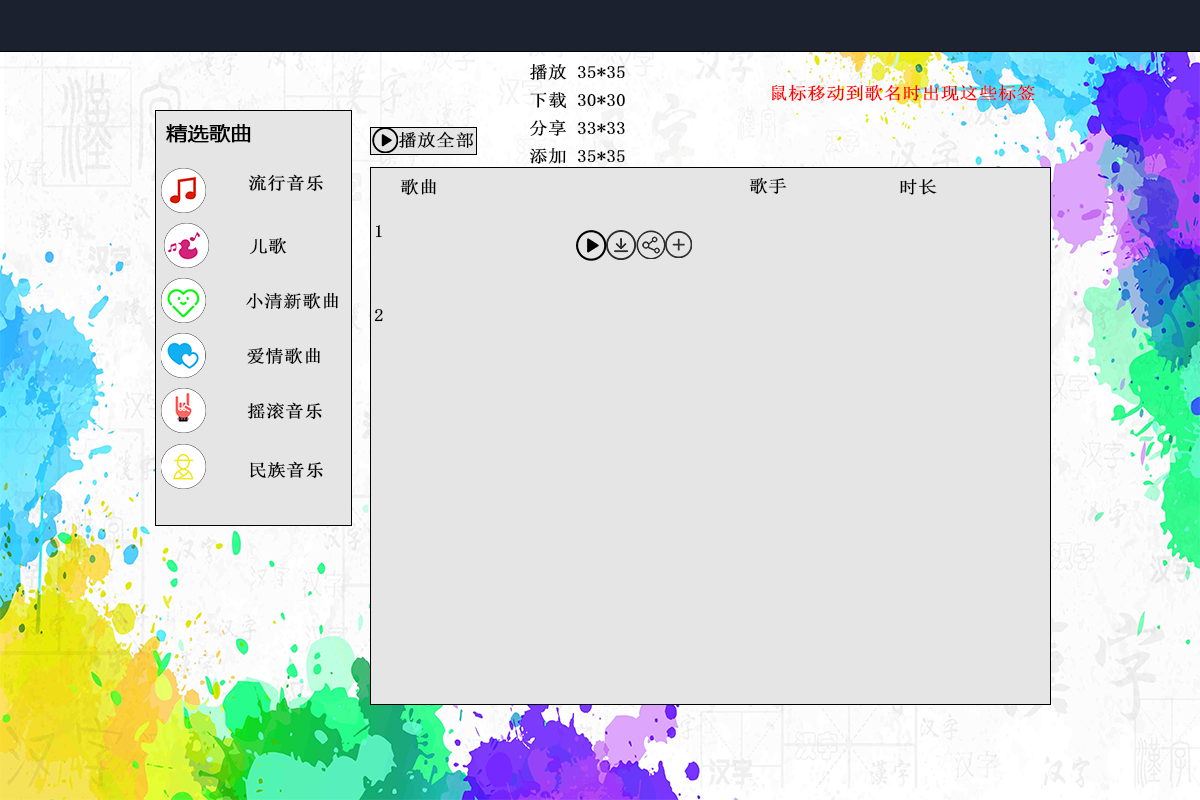 播放 35*35
下载 30*30
分享 33*33
添加 35*35
鼠标移动到歌名时出现这些标签
精选歌曲
流行音乐
儿歌
小清新歌曲
爱情歌曲
摇滚音乐
民族音乐
播放全部
歌曲 歌手 时长
1
2